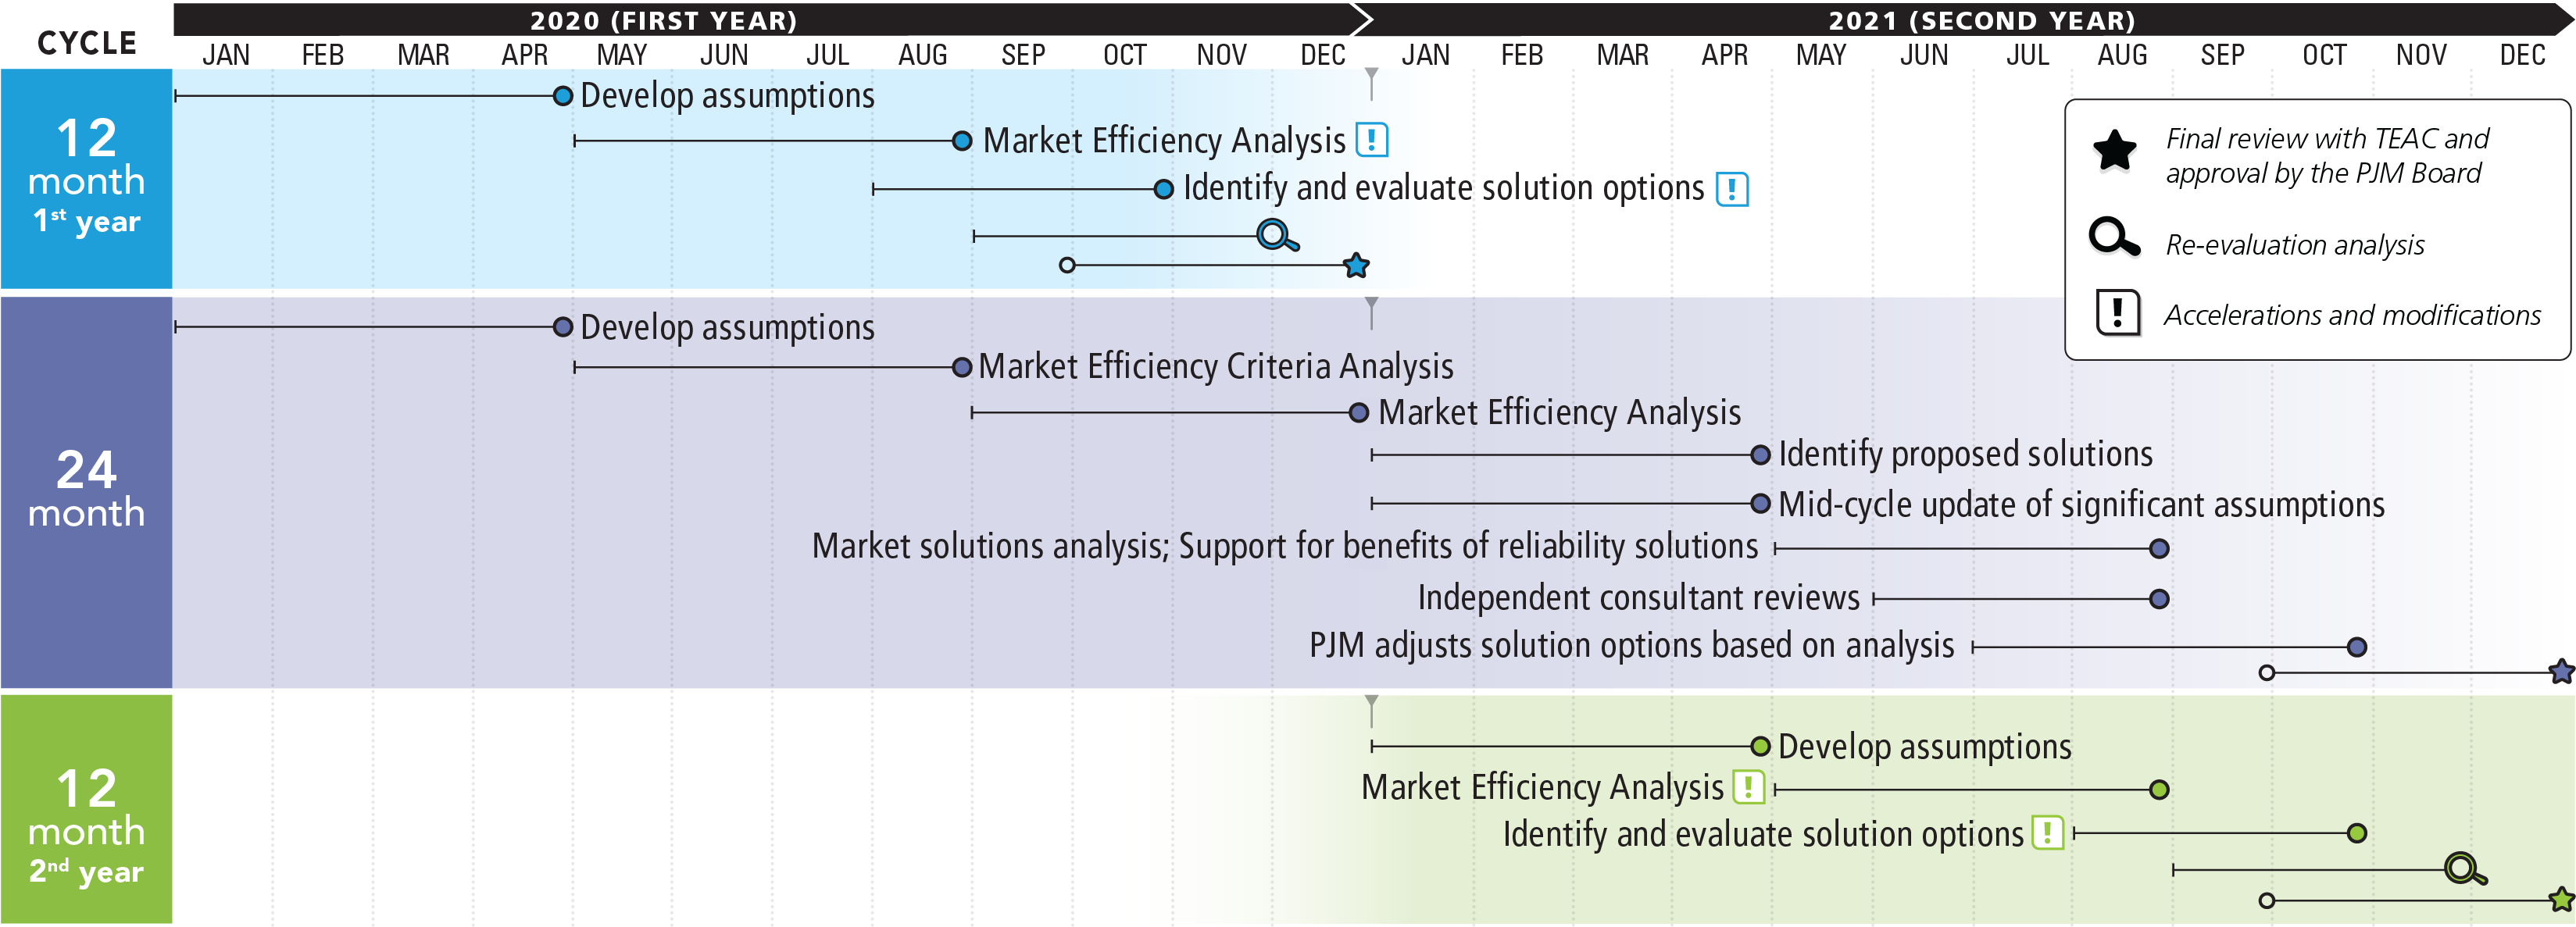 2020 (FIRST YEAR)
2021 (SECOND YEAR)
CYCLE
JAN FEB MAR APR MAY JUN JUL AUG SEP OCT NOV DEC JAN FEB MAR APR MAY JUN JUL AUG SEP OCT NOV DEC
12
month
1st year
Develop assumptions
Market Efficiency Analysis !
Identify and evaluate solution options !
Final review with TEAC and
approval by the PJM Board
Re-evaluation analysis
! Accelerations and modifications
24
month
Develop assumptions
Market Efficiency Criteria Analysis
Market Efficiency Analysis
Identify proposed solutions
Mid-cycle update of significant assumptions
Market solutions analysis; Support for benefits of reliability solutions
Independent consultant reviews
PJM adjusts solution options based on analysis
12
month
2nd year
Develop assumptions
Market Efficiency Analysis !
Identify and evaluate solution options !